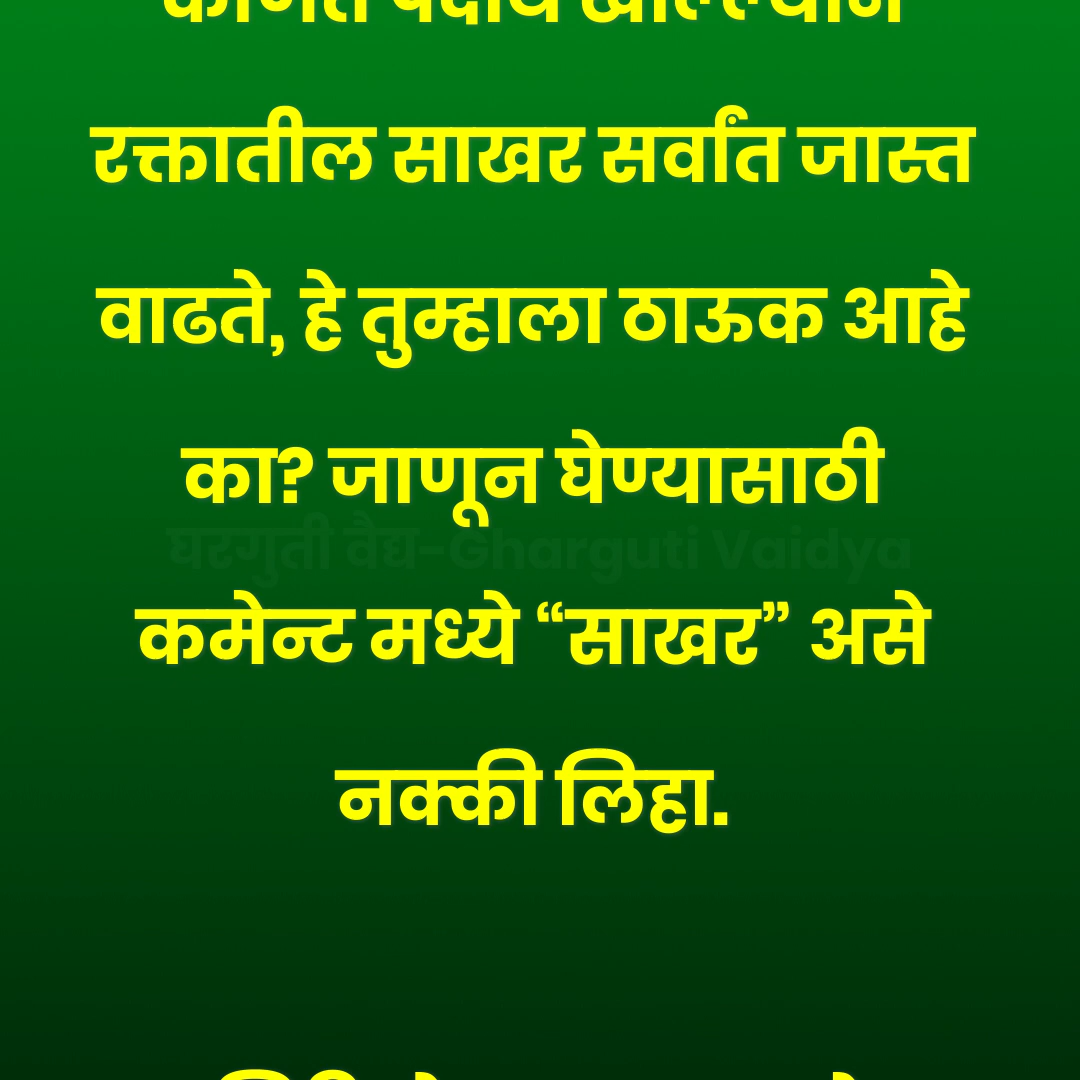 रक्तातील साखर सर्वात जास्त
वाढते, हे तुम्हाला ठाऊक आहे
का? जाणून घेण्यासाठी
घरगुती वैद्य-Gharguti Vaidya
कमेन्ट मध्ये “साखर” असे
नक्की लिहा.